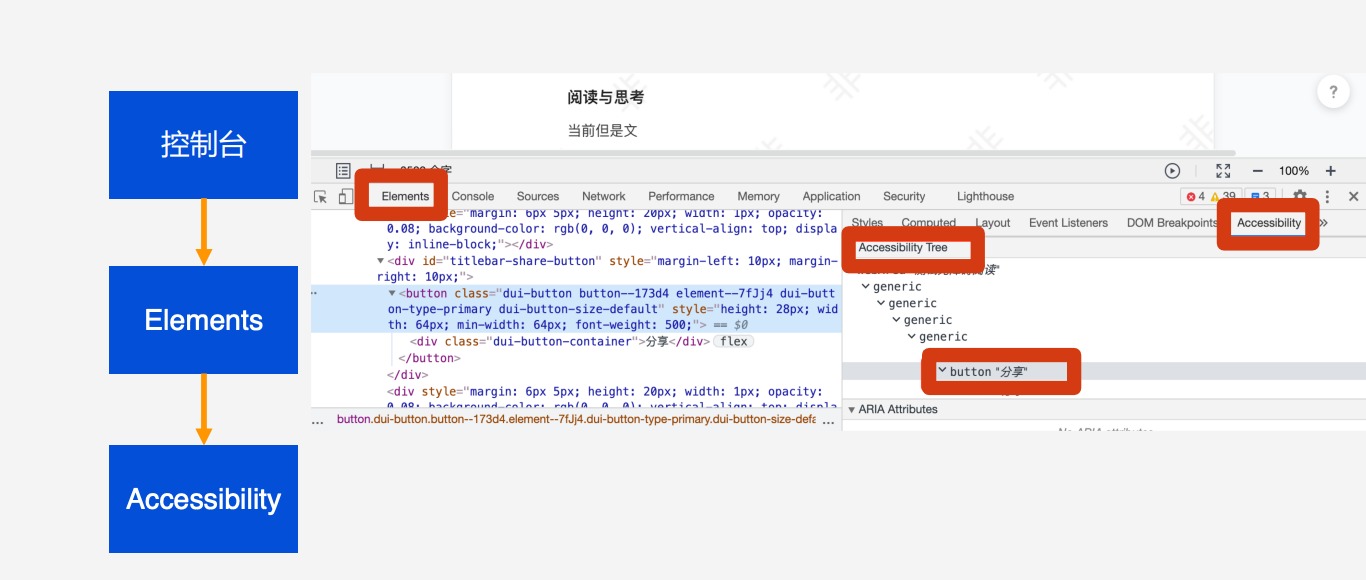 控制台
Elements
Accessibility
阅读与思考
当前但是文
?
100%
Elements Console Sources Network Performance Memory Application Security Lighthouse
4 39 3
="margin: 6px 5px; height: 20px; width: 1px; opacity:
0.08; background-color: rgb(0, 0, 0); vertical-align: top; displa
y: inline-block;"></div>
<div id="titlebar-share-button" style="margin-left: 10px; margin-
right: 10px;">
<button class="dui-button button--173d4 element--7fJj4 dui-butt
on-type-primary dui-button-size-default" style="height: 28px; wid
th: 64px; min-width: 64px; font-weight: 500;"> == $0
<div class="dui-button-container">分享</div> flex
</button>
</div>
<div style="margin: 6px 5px; height: 20px; width: 1px; opacity:
0.08; background-color: rgb(0, 0, 0); vertical-align: top; displa
... button.dui-button.button--173d4.element--7fJj4.dui-button-type-primary.dui-button-size-defa ...
Styles Computed Layout Event Listeners DOM Breakpoints Accessibility
Accessibility Tree
generic
generic
generic
generic
button "分享"
ARIA Attributes
No ARIA attributes